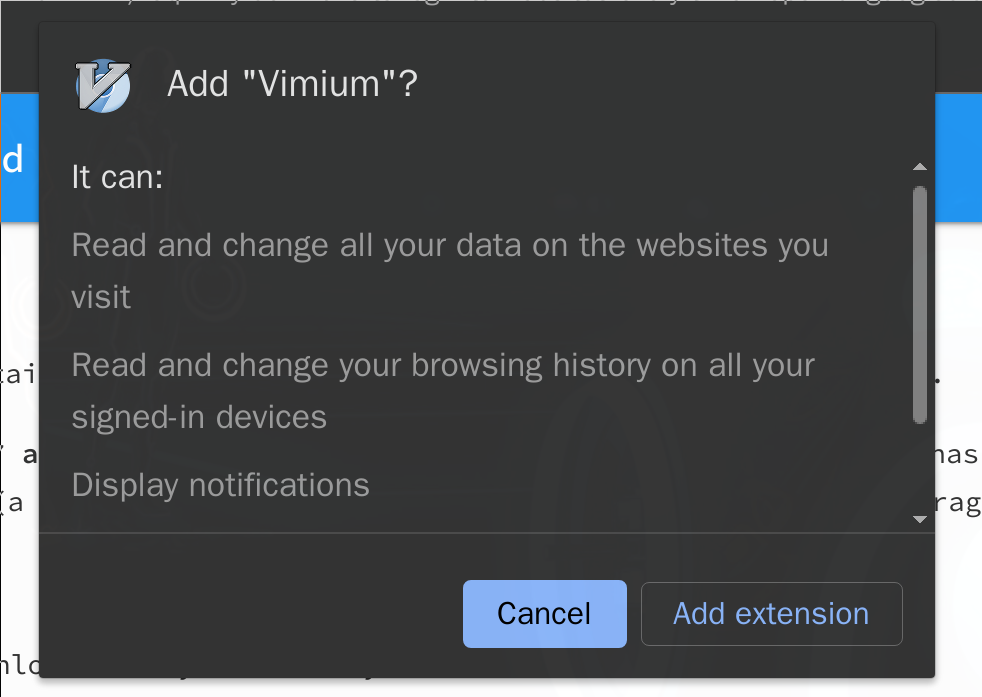 Add "Vimium"?
d
It can:
Read and change all your data on the websites you
visit
Read and change your browsing history on all your
signed-in devices
Display notifications
Cancel
Add extension